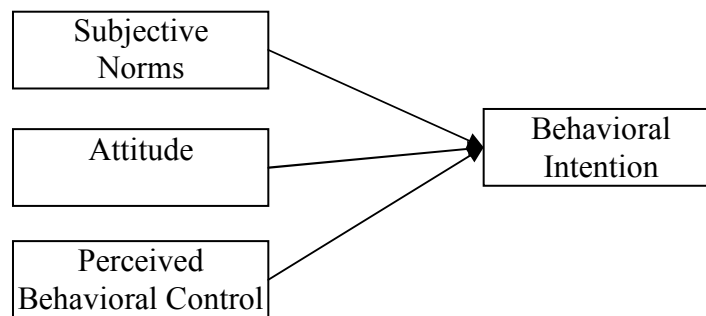 Subjective
Norms
Attitude
Perceived
Behavioral Control
Behavioral
Intention